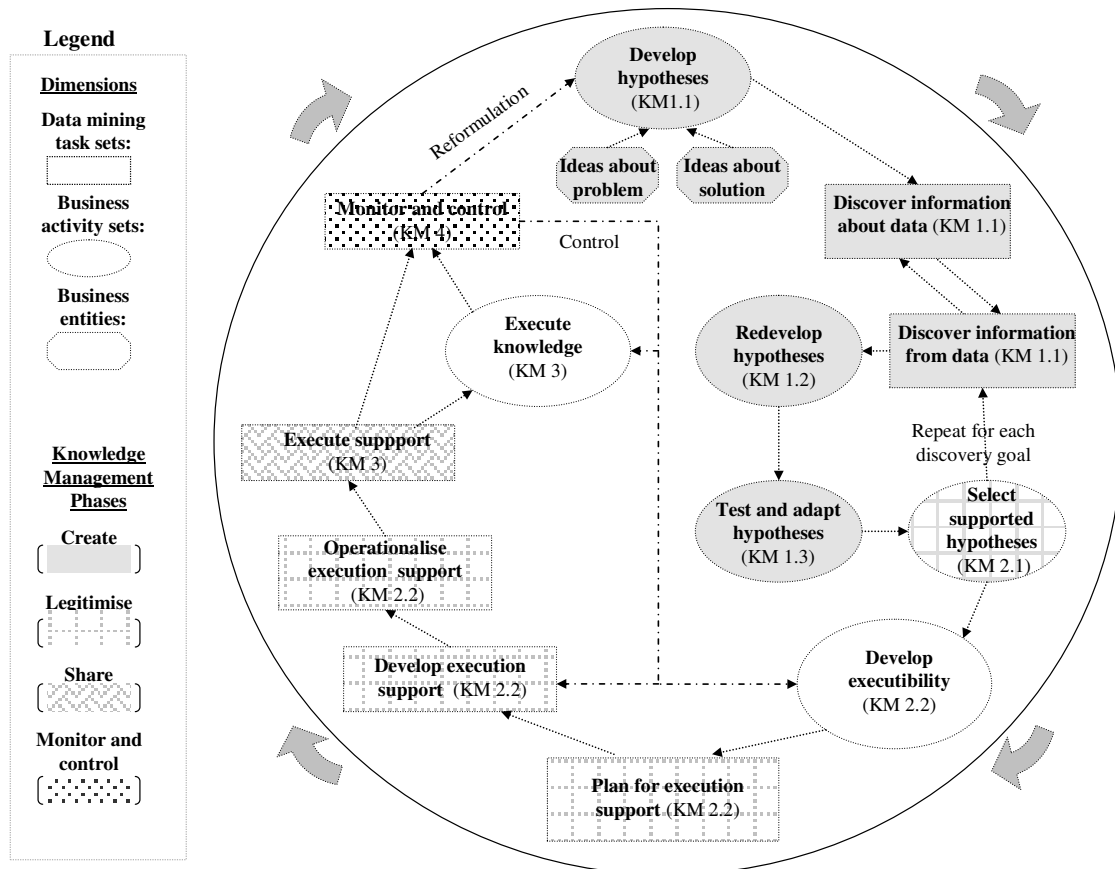 Legend
Dimensions
Data mining
task sets:
Business
activity sets:
Business
entities:
Knowledge
Management
Phases
Create
Legitimise
Share
Monitor and
control
Develop
hypotheses
(KM1.1)
Reformulation
Ideas about
problem
Ideas about
solution
Monitor and control
(KM 4)
Control
Discover information
about data (KM 1.1)
Execute
knowledge
(KM 3)
Redevelop
hypotheses
(KM 1.2)
Discover information
from data (KM 1.1)
Execute suppport
(KM 3)
Repeat for each
discovery goal
Test and adapt
hypotheses
(KM 1.3)
Select
supported
hypotheses
(KM 2.1)
Operationalise
execution support
(KM 2.2)
Develop execution
support (KM 2.2)
Develop
executibility
(KM 2.2)
Plan for execution
support (KM 2.2)